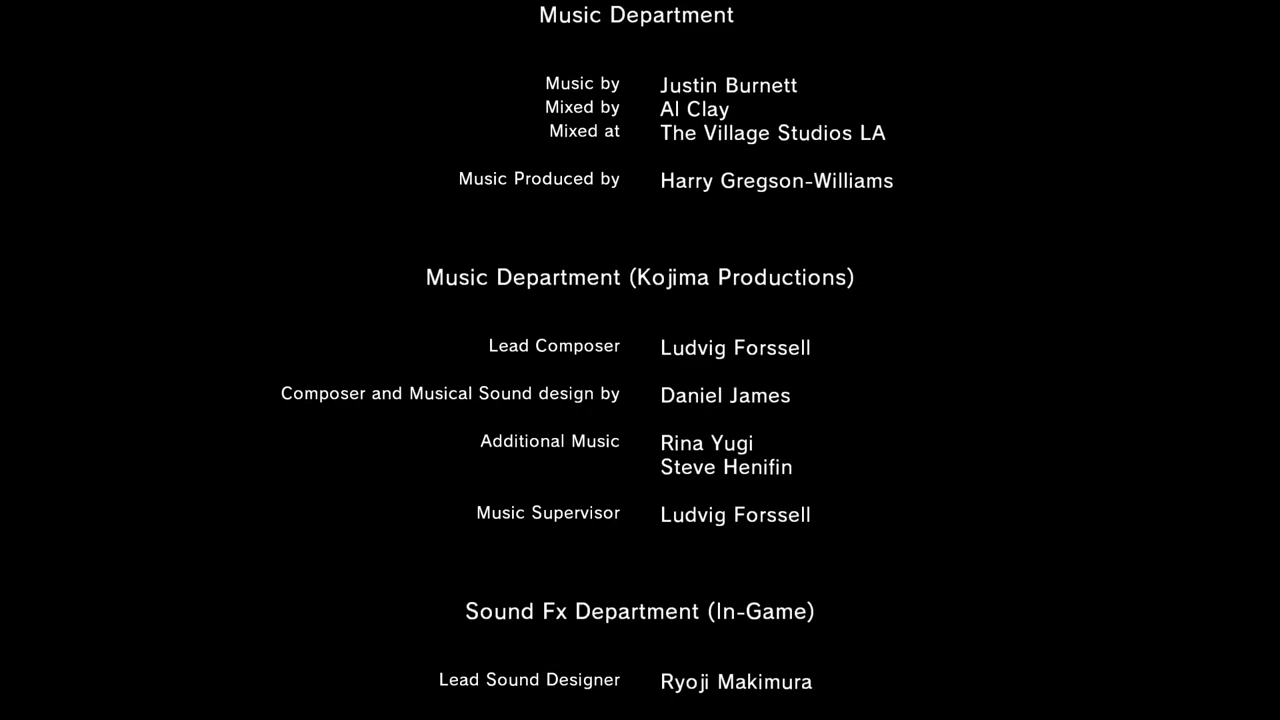 Music Department
Music by Justin Burnett
Mixed by Al Clay
Mixed at The Village Studios LA
Music Produced by Harry Gregson-Williams
Music Department (Kojima Productions)
Lead Composer Ludvig Forssell
Composer and Musical Sound design by Daniel James
Additional Music Rina Yugi
Steve Henifin
Music Supervisor Ludvig Forssell
Sound Fx Department (In-Game)
Lead Sound Designer Ryoji Makimura